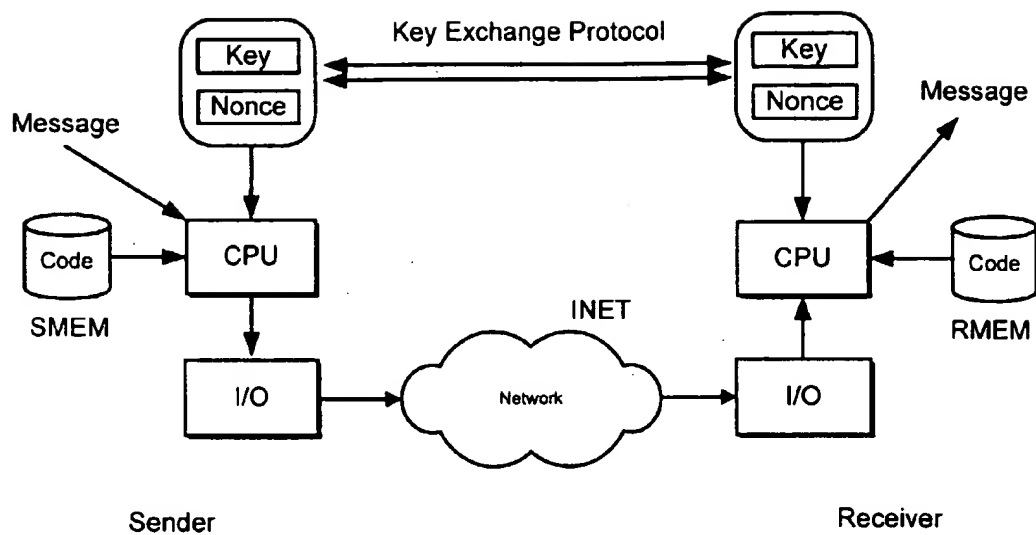 Key Exchange Protocol
Key
Nonce
Key
Nonce
Message
Message
Code
CPU
CPU
Code
SMEM
INET
RMEM
I/O
Network
I/O
Sender
Receiver